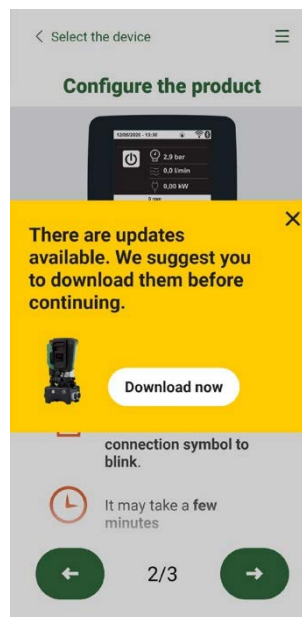 Select the device
Configure the product
12/05/2025 - 13:30
2,9 bar
0,0 l/min
0,00 kW
There are updates
available. We suggest you
to download them before
continuing.
Download now
connection symbol to
blink.
It may take a few
minutes
2/3